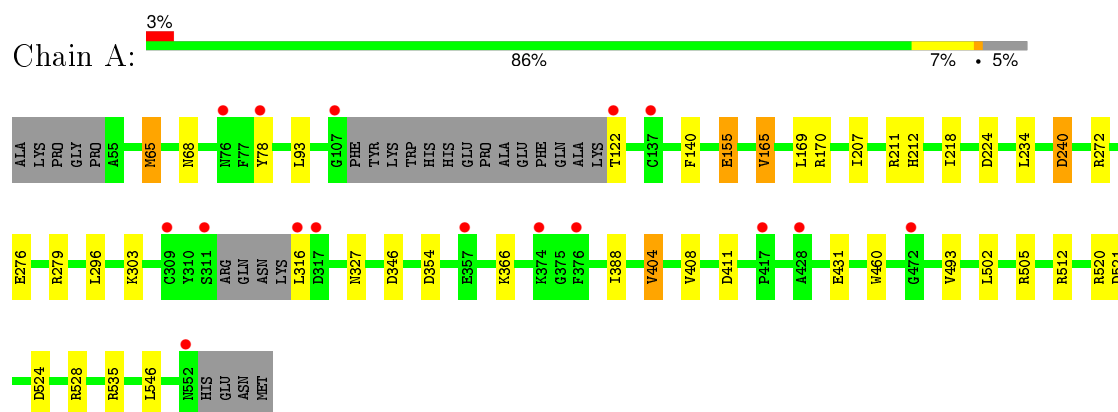 3%
Chain A:
86% 7% • 5%
ALA LYS PRO GLY PRO A55 M65 N68 N76 F77 Y78 L93 G107 PHE TYR LYS TRP HIS HIS GLU PRO ALA GLU PHE GLN ALA LYS T122 C137 F140 E155 V165 L169 R170 I207 R211 H212 I218 D224 L234 D240 R272
E276 R279 L296 K303 C309 Y310 S311 ARG GLN ASN LYS L316 D317 N327 D346 D354 E357 K366 K374 G375 F376 I388 V404 V408 D411 P417 A428 E431 W460 G472 V493 L502 R505 R512 R520
D524 R528 R535 L546 N552 HIS GLU ASN MET